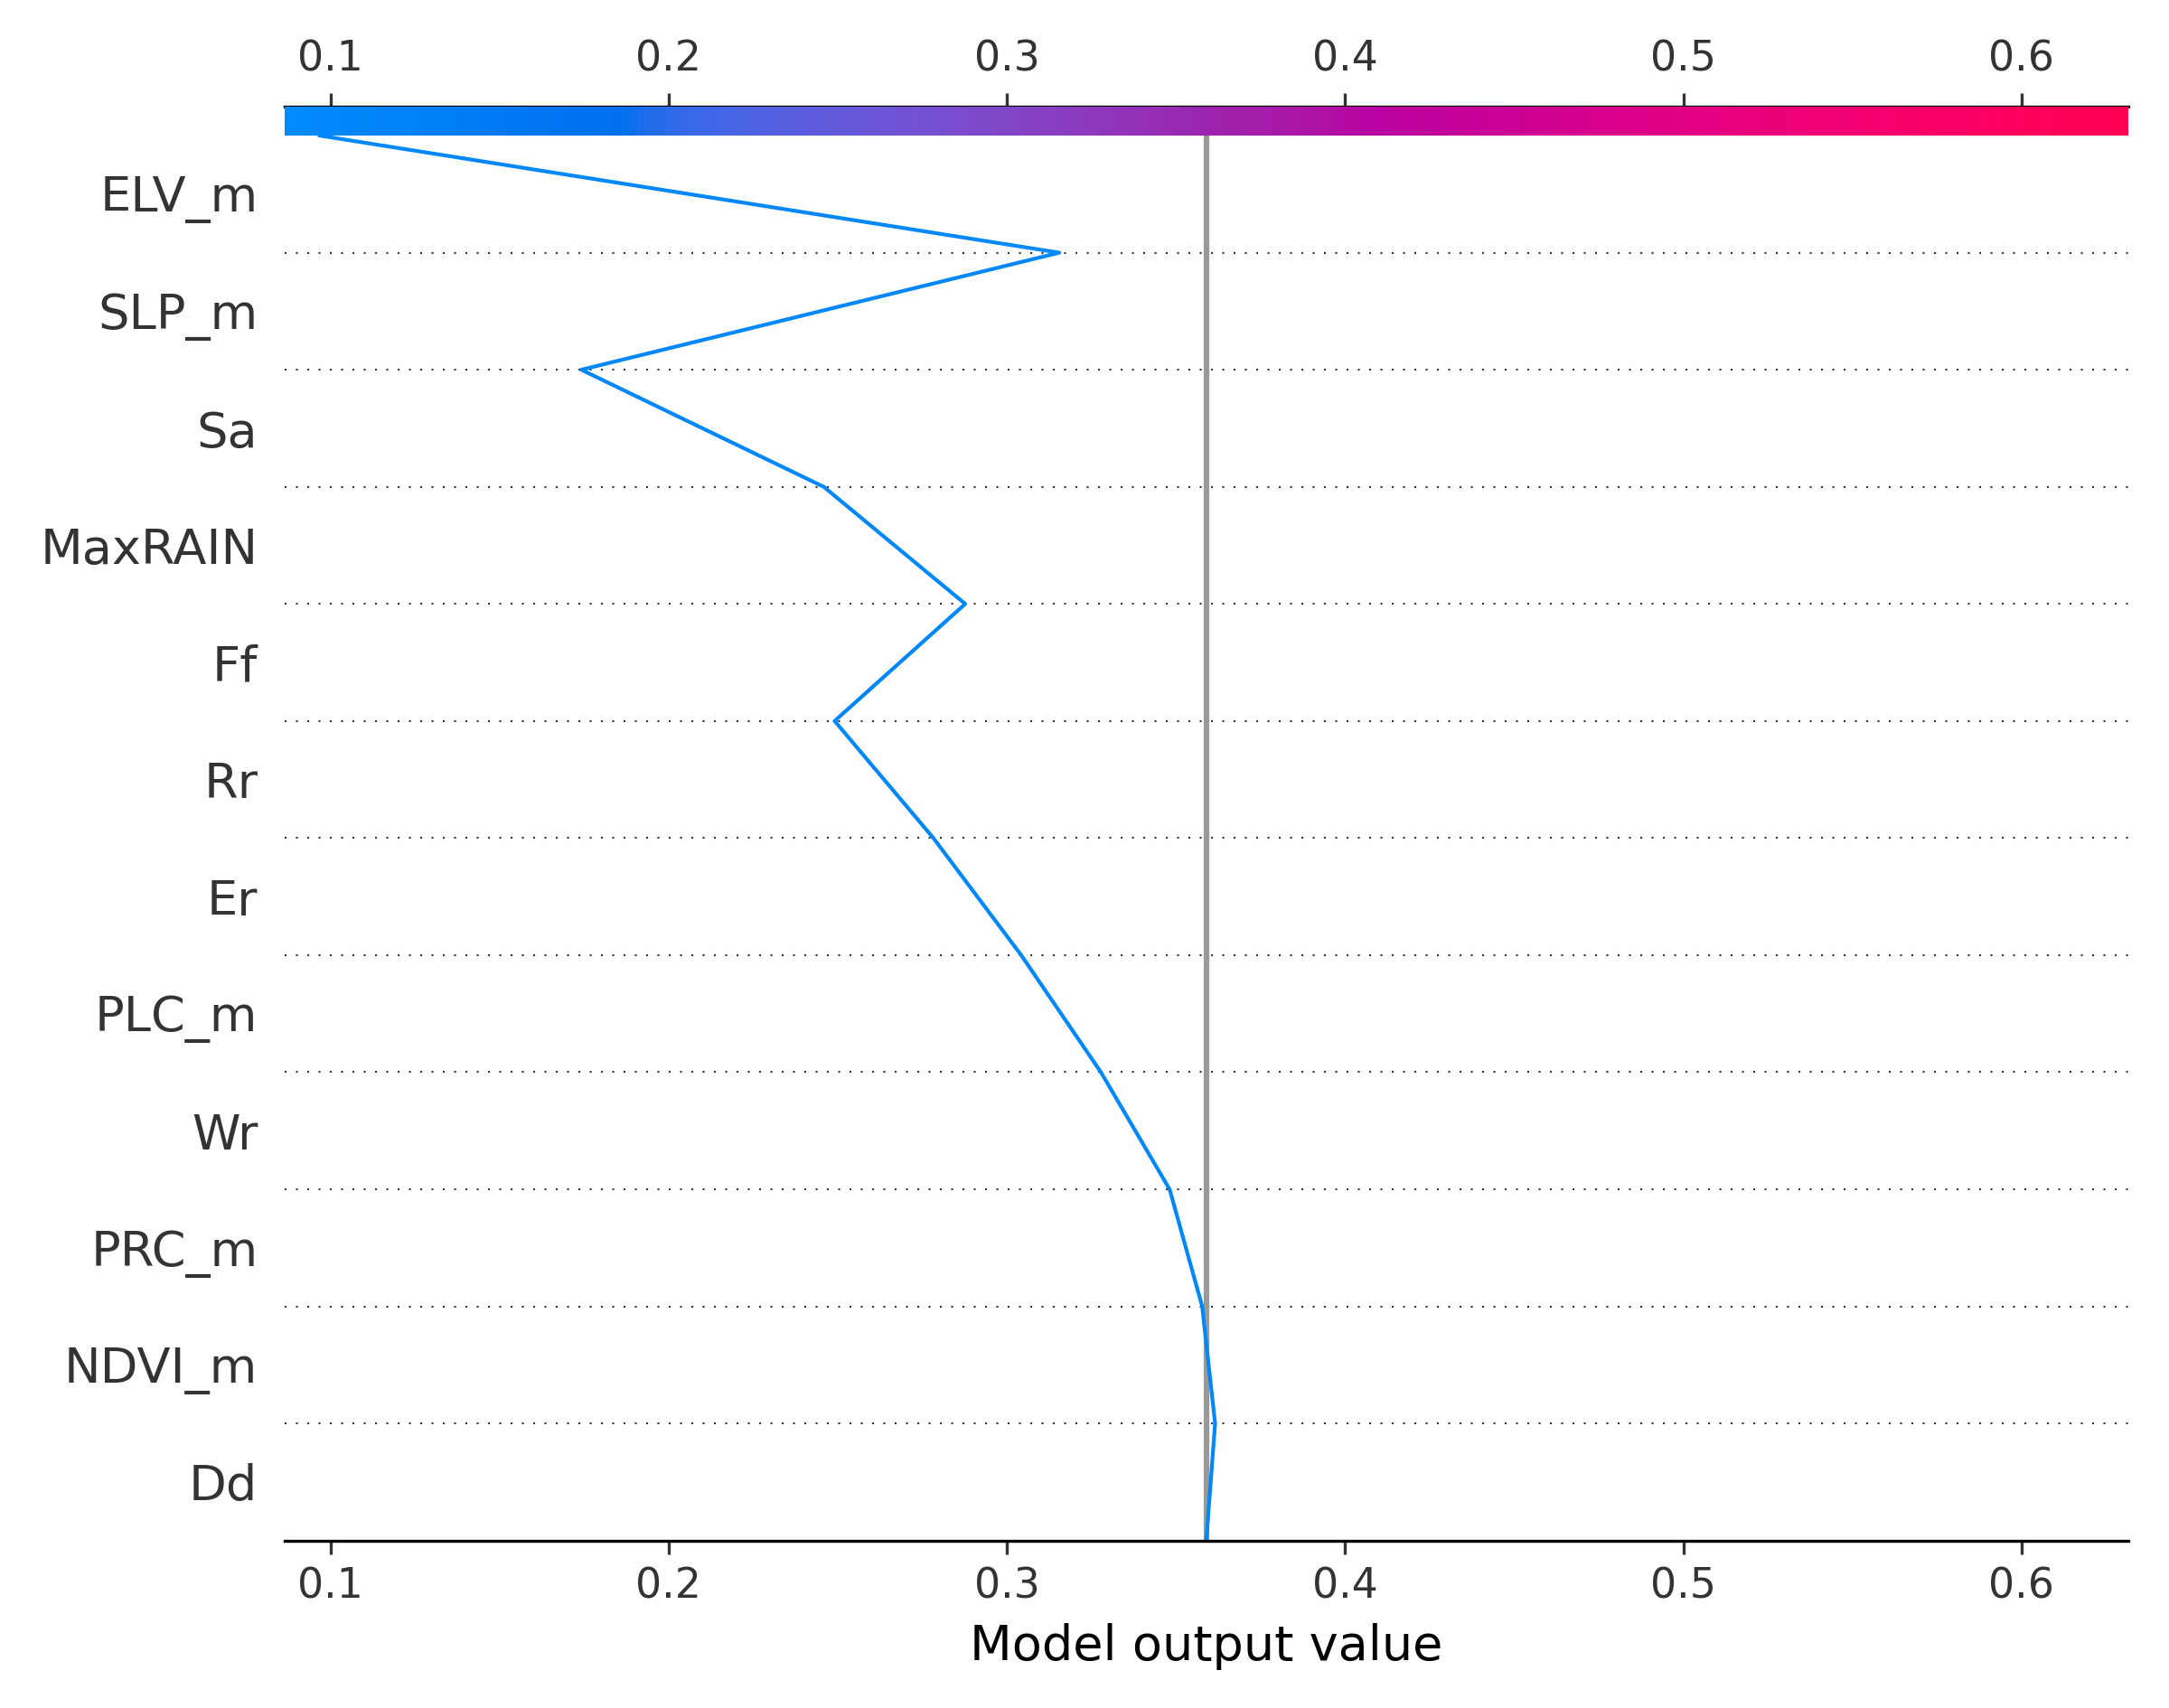 0.1 0.2 0.3 0.4 0.5 0.6
ELV_m
SLP_m
Sa
MaxRAIN
Ff
Rr
Er
PLC_m
Wr
PRC_m
NDVI_m
Dd
0.1 0.2 0.3 0.4 0.5 0.6
Model output value